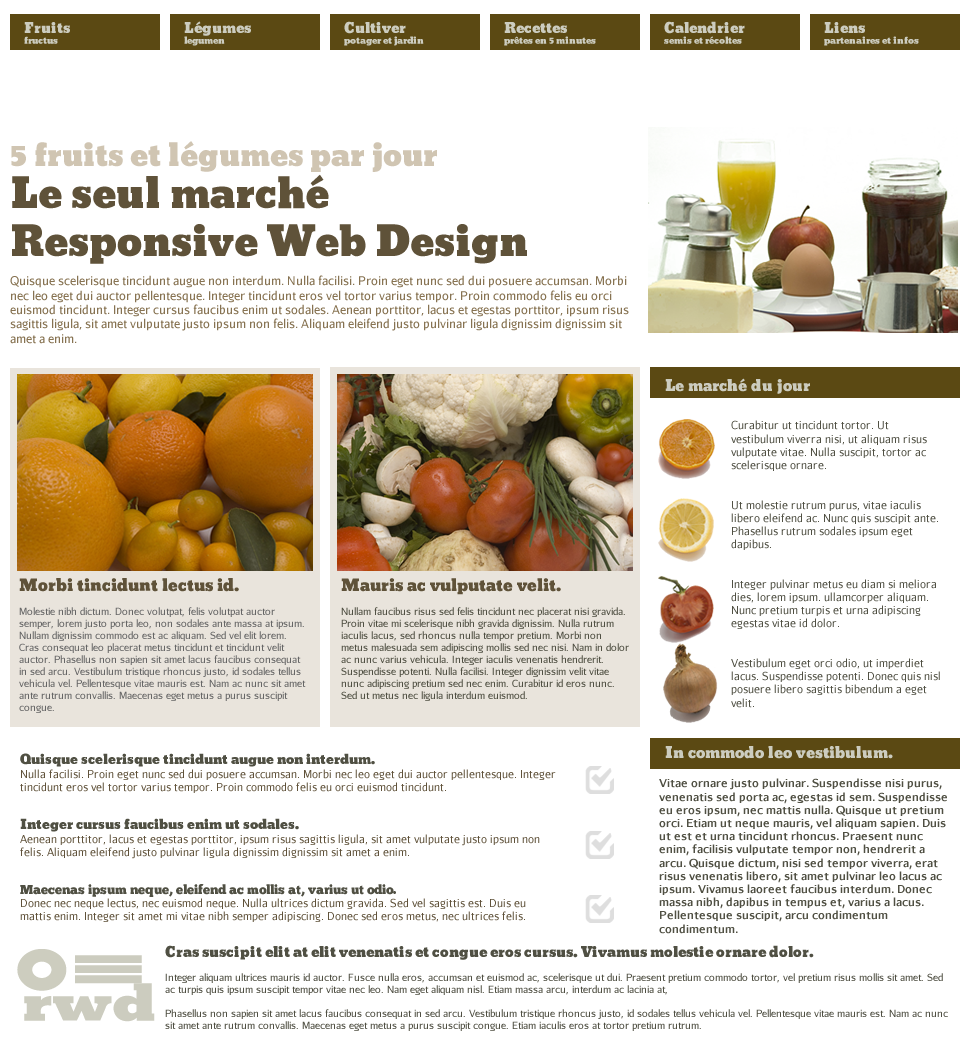 Fruits
fructus
Légumes
legumen
Cultiver
potager et jardin
Recettes
prêtes en 5 minutes
Calendrier
semis et récoltes
Liens
partenaires et infos
5 fruits et légumes par jour
Le seul marché
Responsive Web Design
Quisque scelerisque tincidunt augue non interdum. Nulla facilisi. Proin eget nunc sed dui posuere accumsan. Morbi
nec leo eget dui auctor pellentesque. Integer tincidunt eros vel tortor varius tempor. Proin commodo felis eu orci
euismod tincidunt. Integer cursus faucibus enim ut sodales. Aenean porttitor, lacus et egestas porttitor, ipsum risus
sagittis ligula, sit amet vulputate justo ipsum non felis. Aliquam eleifend justo pulvinar ligula dignissim dignissim sit
amet a enim.
Morbi tincidunt lectus id.
Molestie nibh dictum. Donec volutpat, felis volutpat auctor
semper, lorem justo porta leo, non sodales ante massa at ipsum.
Nullam dignissim commodo est ac aliquam. Sed vel elit lorem.
Cras consequat leo placerat metus tincidunt et tincidunt velit
auctor. Phasellus non sapien sit amet lacus faucibus consequat
in sed arcu. Vestibulum tristique rhoncus justo, id sodales tellus
vehicula vel. Pellentesque vitae mauris est. Nam ac nunc sit amet
ante rutrum convallis. Maecenas eget metus a purus suscipit
congue.
Mauris ac vulputate velit.
Nullam faucibus risus sed felis tincidunt nec placerat nisi gravida.
Proin vitae mi scelerisque nibh gravida dignissim. Nulla rutrum
iaculis lacus, sed rhoncus nulla tempor pretium. Morbi non
metus malesuada sem adipiscing mollis sed nec nisi. Nam in dolor
ac nunc varius vehicula. Integer iaculis venenatis hendrerit.
Suspendisse potenti. Nulla facilisi. Integer dignissim velit vitae
nunc adipiscing pretium sed nec enim. Curabitur id eros nunc.
Sed ut metus nec ligula interdum euismod.
Le marché du jour
Curabitur ut tincidunt tortor. Ut
vestibulum viverra nisi, ut aliquam risus
vulputate vitae. Nulla suscipit, tortor ac
scelerisque ornare.
Ut molestie rutrum purus, vitae iaculis
libero eleifend ac. Nunc quis suscipit ante.
Phasellus rutrum sodales ipsum eget
dapibus.
Integer pulvinar metus eu diam si meliora
dies, lorem ipsum. ullamcorper aliquam.
Nunc pretium turpis et urna adipiscing
egestas vitae id dolor.
Vestibulum eget orci odio, ut imperdiet
lacus. Suspendisse potenti. Donec quis nisl
posuere libero sagittis bibendum a eget
velit.
Quisque scelerisque tincidunt augue non interdum.
Nulla facilisi. Proin eget nunc sed dui posuere accumsan. Morbi nec leo eget dui auctor pellentesque. Integer
tincidunt eros vel tortor varius tempor. Proin commodo felis eu orci euismod tincidunt.
Integer cursus faucibus enim ut sodales.
Aenean porttitor, lacus et egestas porttitor, ipsum risus sagittis ligula, sit amet vulputate justo ipsum non
felis. Aliquam eleifend justo pulvinar ligula dignissim dignissim sit amet a enim.
Maecenas ipsum neque, eleifend ac mollis at, varius ut odio.
Donec nec neque lectus, nec euismod neque. Nulla ultrices dictum gravida. Sed vel sagittis est. Duis eu
mattis enim. Integer sit amet mi vitae nibh semper adipiscing. Donec sed eros metus, nec ultrices felis.
In commodo leo vestibulum.
Vitae ornare justo pulvinar. Suspendisse nisi purus,
venenatis sed porta ac, egestas id sem. Suspendisse
eu eros ipsum, nec mattis nulla. Quisque ut pretium
orci. Etiam ut neque mauris, vel aliquam sapien. Duis
ut est et urna tincidunt rhoncus. Praesent nunc
enim, facilisis vulputate tempor non, hendrerit a
arcu. Quisque dictum, nisi sed tempor viverra, erat
risus venenatis libero, sit amet pulvinar leo lacus ac
ipsum. Vivamus laoreet faucibus interdum. Donec
massa nibh, dapibus in tempus et, varius a lacus.
Pellentesque suscipit, arcu condimentum
condimentum.
rwd
Cras suscipit elit at elit venenatis et congue eros cursus. Vivamus molestie ornare dolor.
Integer aliquam ultrices mauris id auctor. Fusce nulla eros, accumsan et euismod ac, scelerisque ut dui. Praesent pretium commodo tortor, vel pretium risus mollis sit amet. Sed
ac turpis quis ipsum suscipit tempor vitae nec leo. Nam eget aliquam nisl. Etiam massa arcu, interdum ac lacinia at,
Phasellus non sapien sit amet lacus faucibus consequat in sed arcu. Vestibulum tristique rhoncus justo, id sodales tellus vehicula vel. Pellentesque vitae mauris est. Nam ac nunc
sit amet ante rutrum convallis. Maecenas eget metus a purus suscipit congue. Etiam iaculis eros at tortor pretium rutrum.